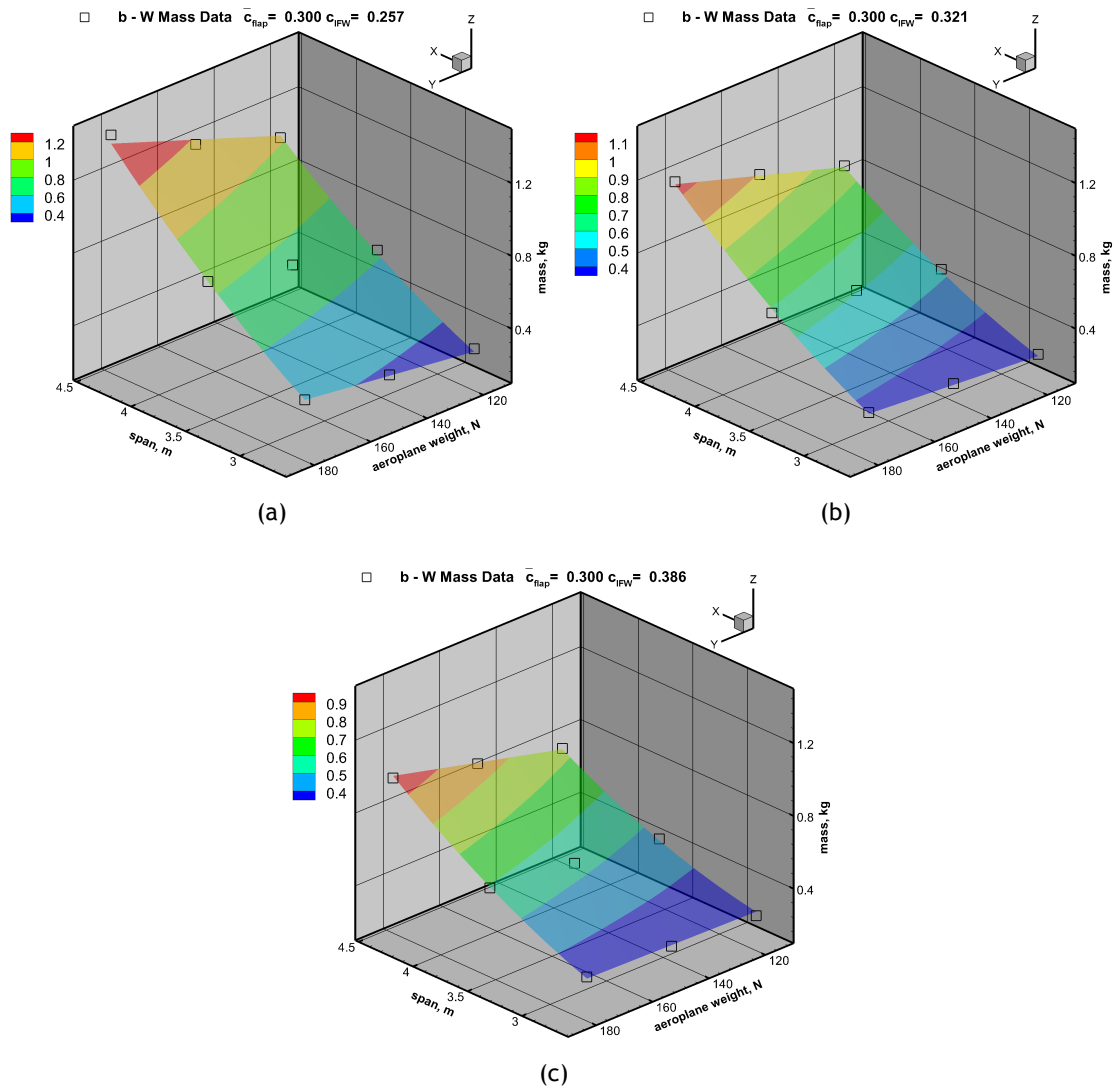 b - W Mass Data c̄flap= 0.300 cIFW= 0.257
Z
X
Y
1.2
1
0.8
0.6
0.4
1.2
0.8
0.4
mass, kg
4.5
4
3.5
3
span, m
120
140
160
180
aeroplane weight, N
(a)
b - W Mass Data c̄flap= 0.300 cIFW= 0.321
Z
X
Y
1.1
1
0.9
0.8
0.7
0.6
0.5
0.4
1.2
0.8
0.4
mass, kg
4.5
4
3.5
3
span, m
120
140
160
180
aeroplane weight, N
(b)
b - W Mass Data c̄flap= 0.300 cIFW= 0.386
Z
X
Y
0.9
0.8
0.7
0.6
0.5
0.4
1.2
0.8
0.4
mass, kg
4.5
4
3.5
3
span, m
120
140
160
180
aeroplane weight, N
(c)